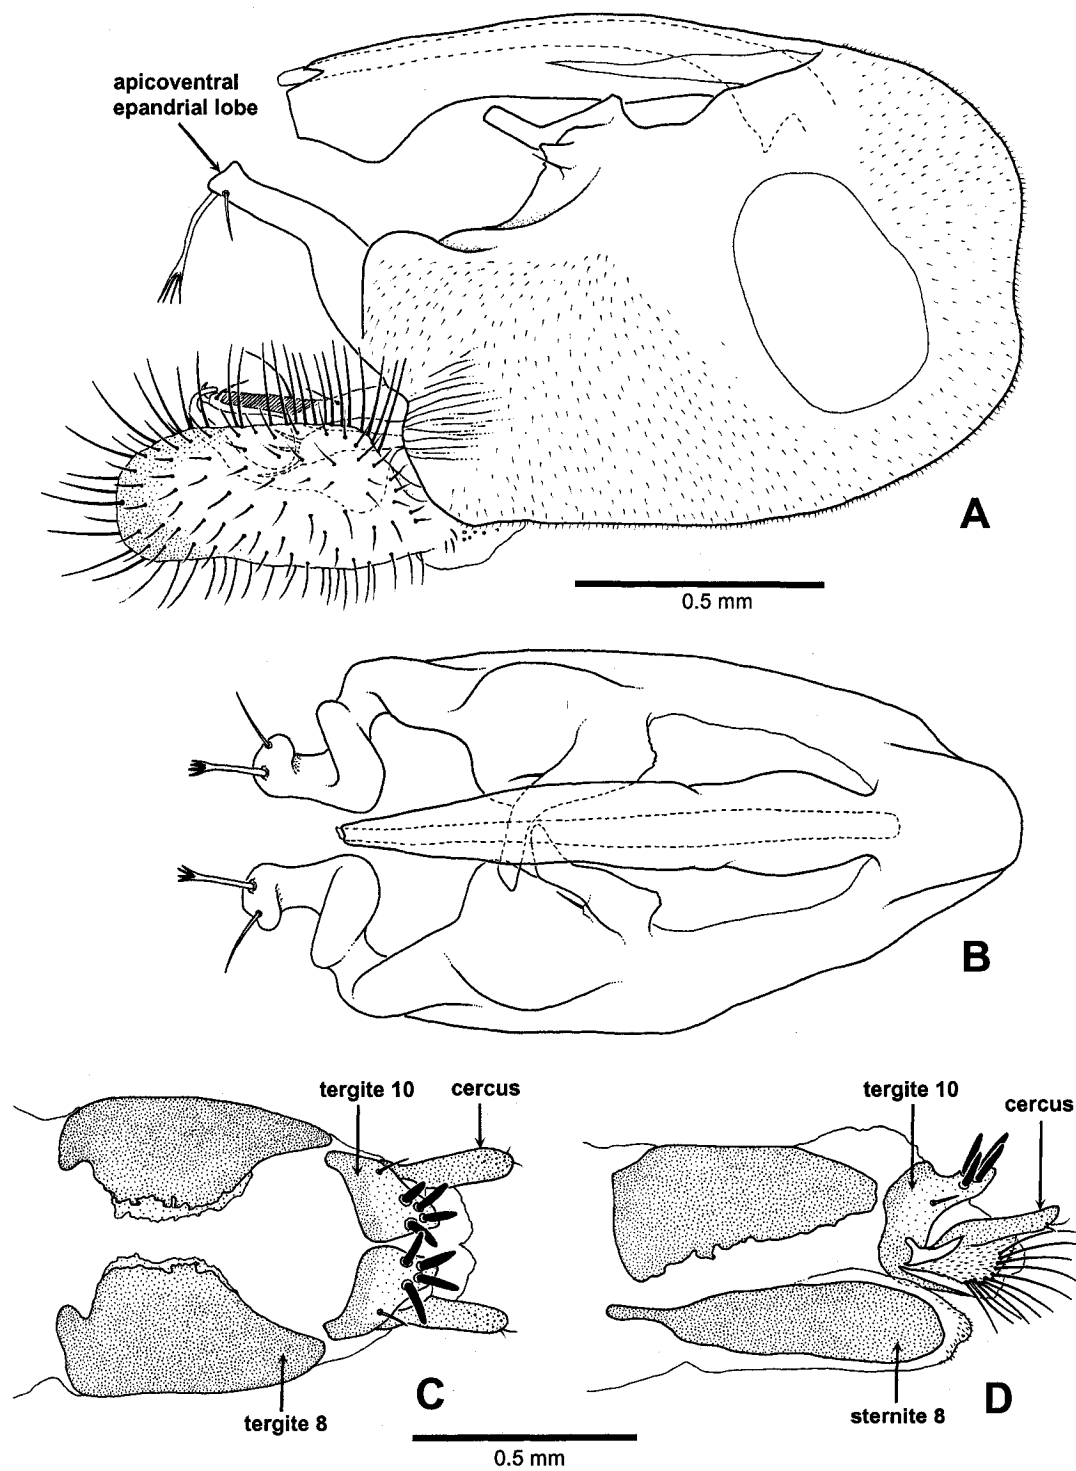 apicoventral
epandrial lobe
A
0.5 mm
B
tergite 10
cercus
tergite 10
cercus
C
tergite 8
D
sternite 8
0.5 mm